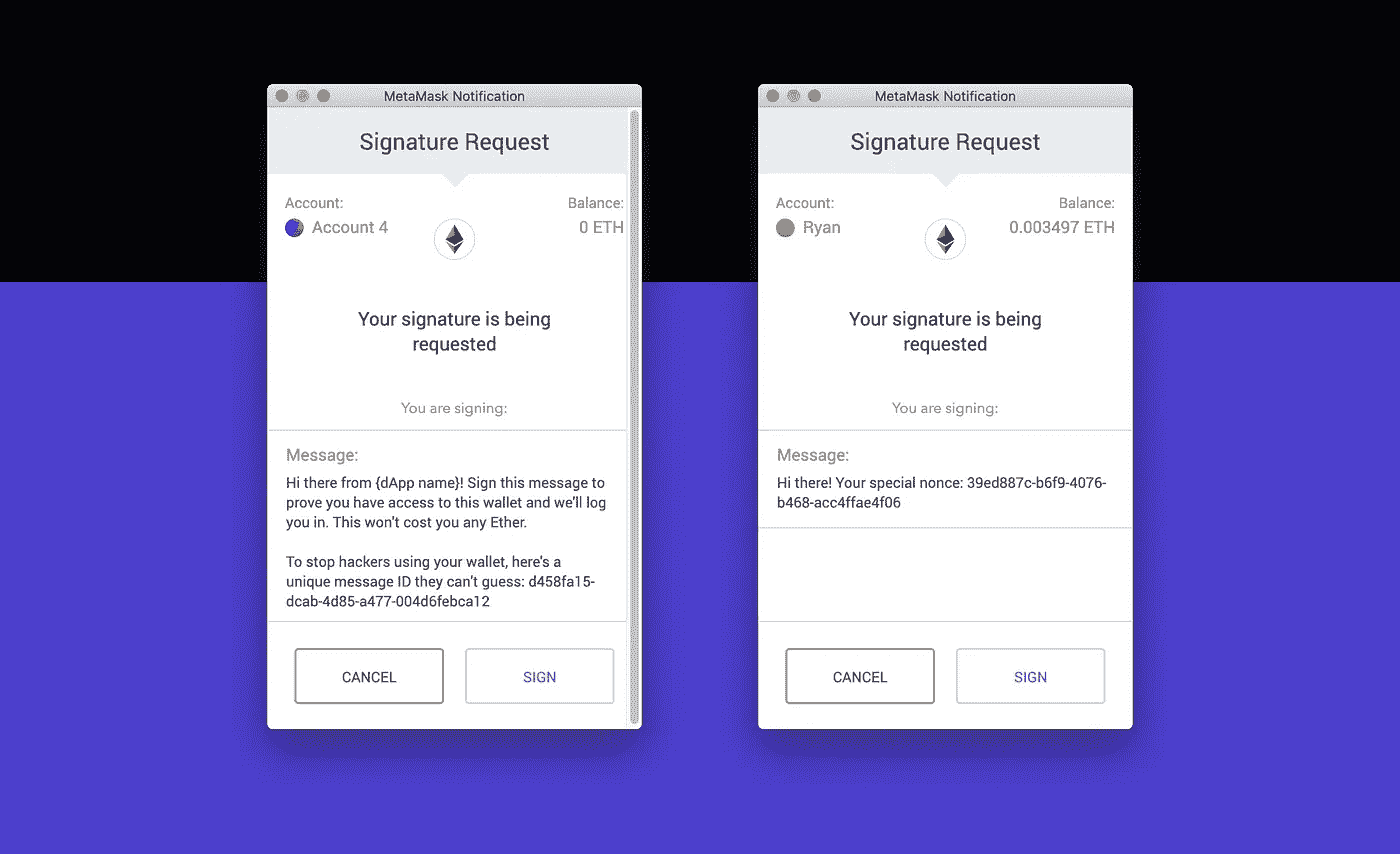 MetaMask Notification
Signature Request
Account:
Balance:
Account 4
0 ETH
Your signature is being
requested
You are signing:
Message:
Hi there from {dApp name}! Sign this message to
prove you have access to this wallet and we'll log
you in. This won't cost you any Ether.
To stop hackers using your wallet, here's a
unique message ID they can't guess: d458fa15-
dcab-4d85-a477-004d6febca12
CANCEL
SIGN
MetaMask Notification
Signature Request
Account:
Balance:
Ryan
0.003497 ETH
Your signature is being
requested
You are signing:
Message:
Hi there! Your special nonce: 39ed887c-b6f9-4076-
b468-acc4ffae4f06
CANCEL
SIGN